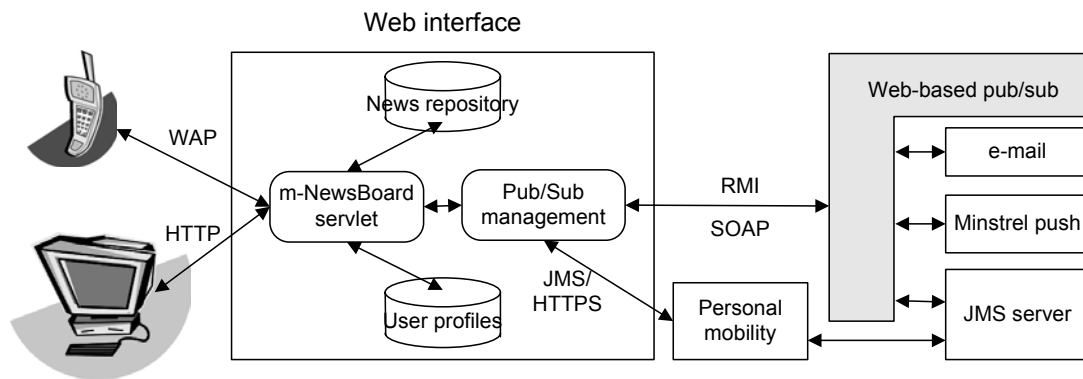 Web interface
News repository
Web-based pub/sub
WAP
e-mail
m-NewsBoard
servlet
Pub/Sub
management
RMI
SOAP
Minstrel push
HTTP
JMS/
HTTPS
User profiles
Personal
mobility
JMS server